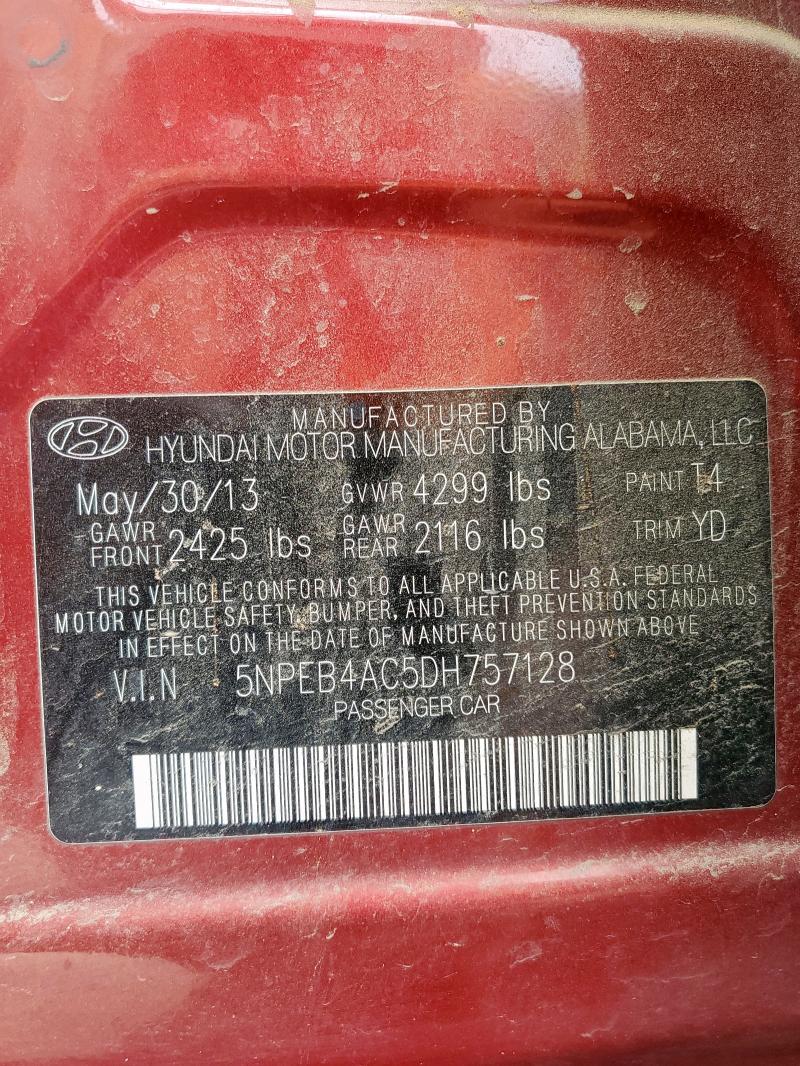 MANUFACTURED BY
HYUNDAI MOTOR MANUFACTURING ALABAMA, LLC
May/30/13 GVWR 4299 lbs PAINT T4
GAWR FRONT 2425 lbs GAWR REAR 2116 lbs TRIM YD
THIS VEHICLE CONFORMS TO ALL APPLICABLE U.S.A. FEDERAL
MOTOR VEHICLE SAFETY, BUMPER, AND THEFT PREVENTION STANDARDS
IN EFFECT ON THE DATE OF MANUFACTURE SHOWN ABOVE
V.I.N 5NPEB4AC5DH757128
PASSENGER CAR